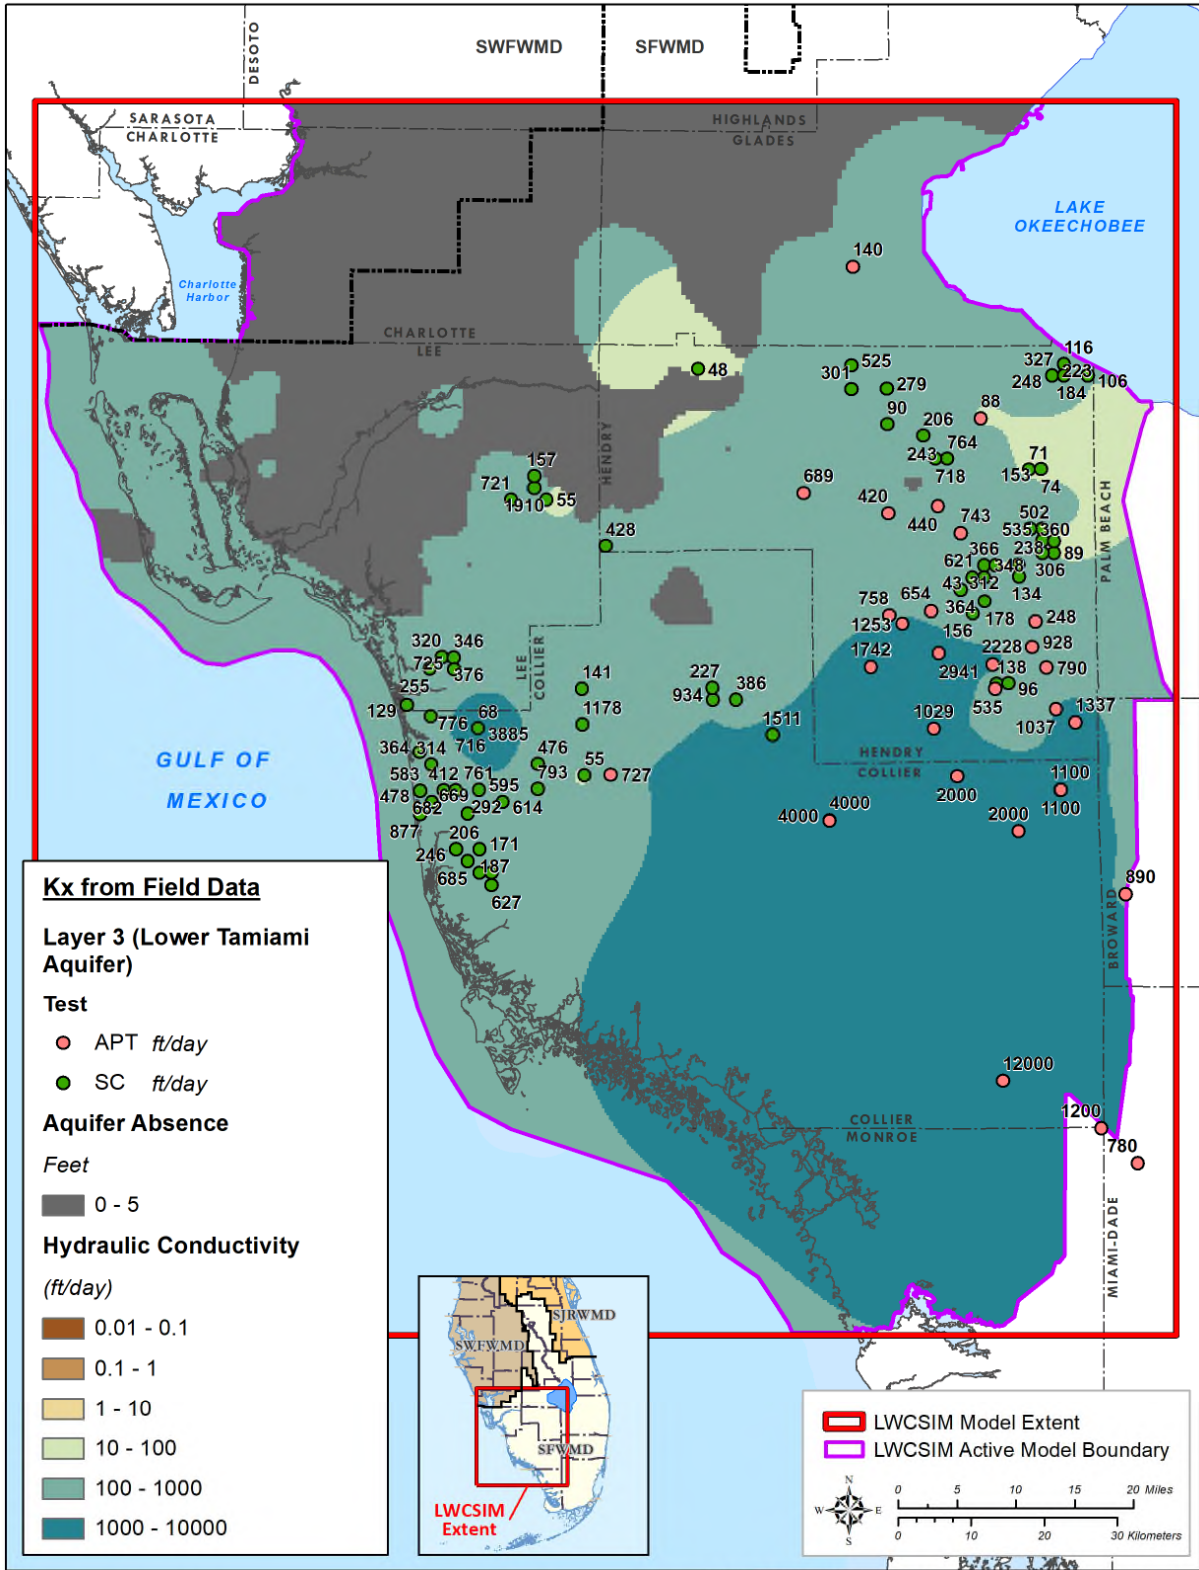 SWFWMD
SFWMD
DESOTO
SARASOTA
CHARLOTTE
HIGHLANDS
GLADES
LAKE
OKEECHOBEE
Charlotte
Harbor
140
CHARLOTTE
LEE
116
327
525
48
223
301
248
106
279
184
88
90
206
HENDRY
764
243
71
157
718
153
689
721
74
1910
55
420
502
440
743
535
360
428
PALM BEACH
238
366
89
621
348
306
43
312
134
654
758
364
248
178
1253
156
320
346
2228
928
1742
725
LEE
COLLIER
376
2941
138
790
141
227
255
934
386
96
129
535
68
1178
776
1337
1511
1029
3885
1037
716
364
314
476
HENDRY
COLLIER
GULF OF
MEXICO
55
727
583
412
761
595
793
1100
478
669
2000
1100
682
292
614
4000
4000
2000
877
206
171
246
187
685
890
627
BROWARD
Kx from Field Data
Layer 3 (Lower Tamiami
Aquifer)
Test
APT ft/day
SC ft/day
Aquifer Absence
Feet
0 - 5
Hydraulic Conductivity
(ft/day)
0.01 - 0.1
0.1 - 1
1 - 10
10 - 100
100 - 1000
1000 - 10000
12000
1200
COLLIER
MONROE
780
MIAMI-DADE
SJRWMD
SWFWMD
SFWMD
LWCSIM
Extent
LWCSIM Model Extent
LWCSIM Active Model Boundary
N
W E
S
0 5 10 15 20 Miles
0 10 20 30 Kilometers